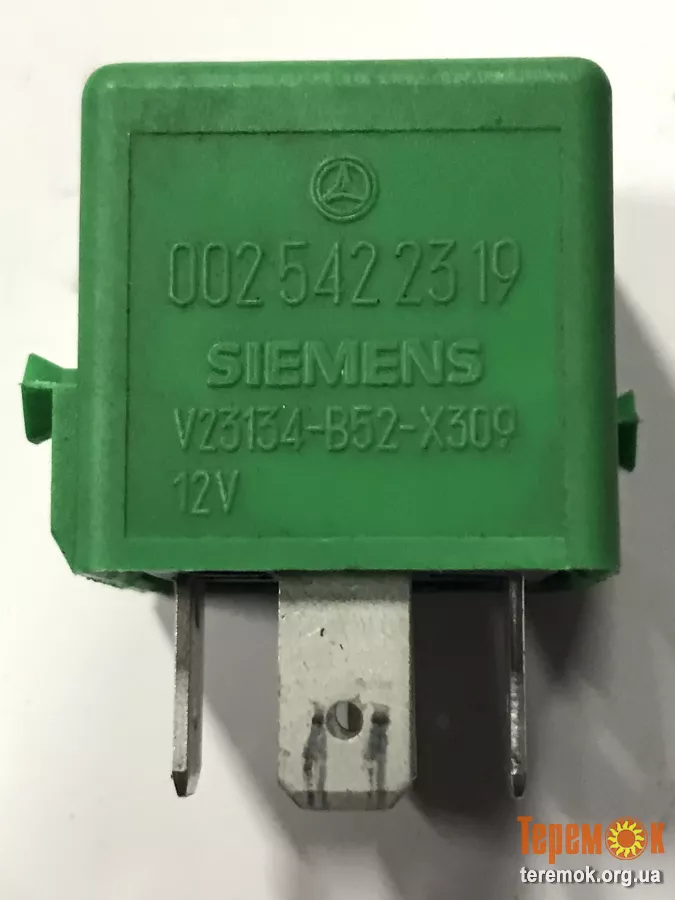 002 542 23 19
SIEMENS
V23134-B52-X309
12V
Теремок
teremok.org.ua